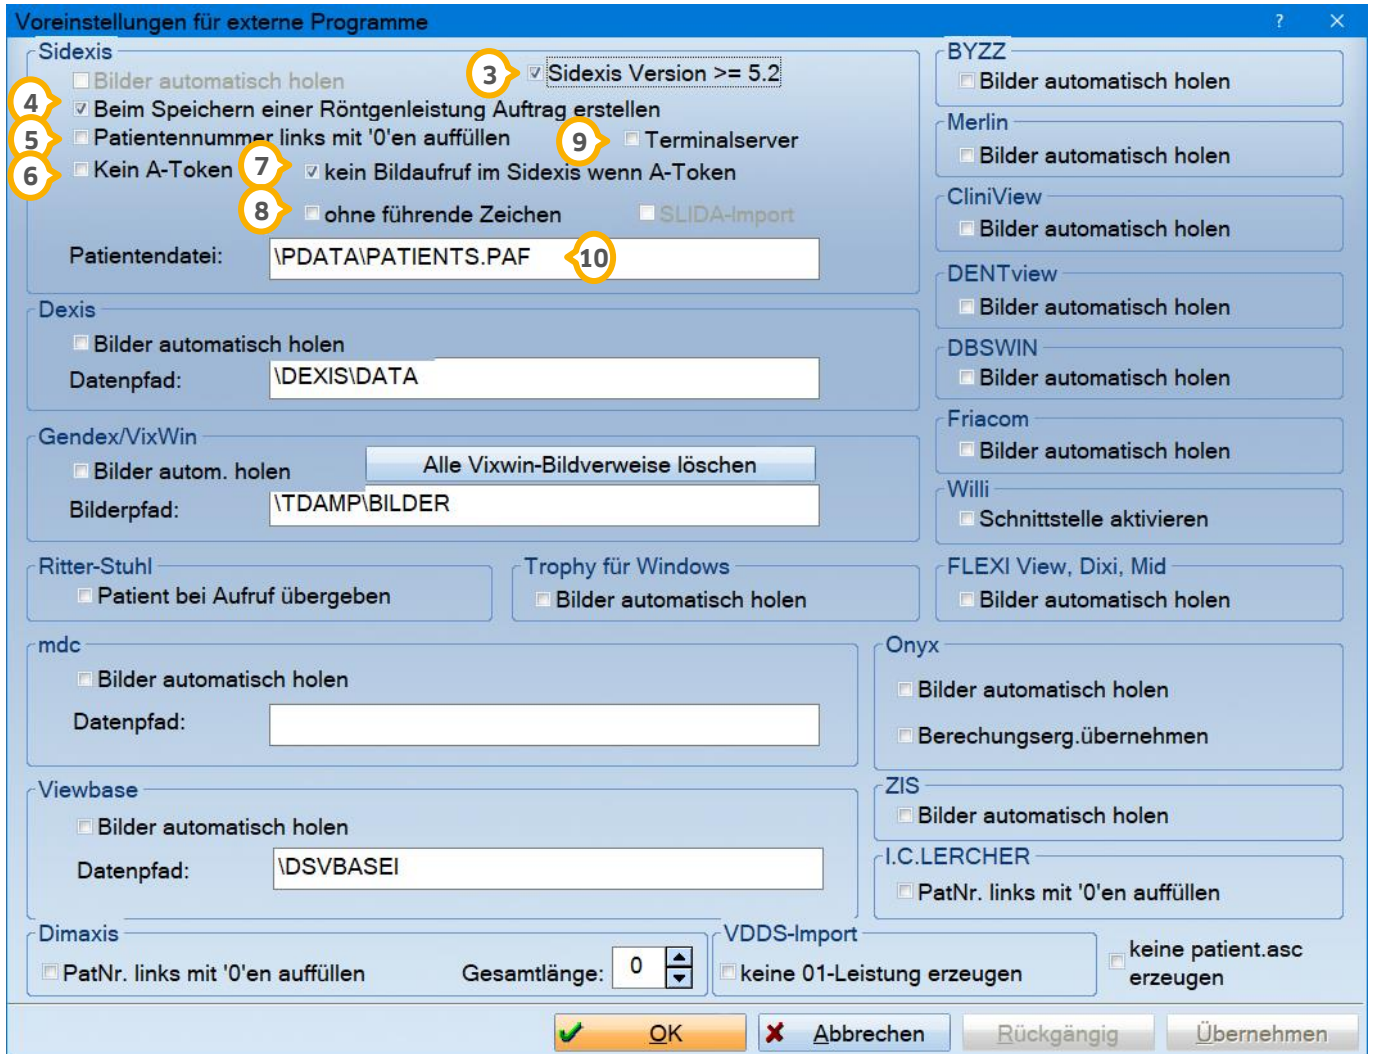 Voreinstellungen für externe Programme
?
Sidexis
Bilder automatisch holen
3
Sidexis Version >= 5.2
4
Beim Speichern einer Röntgenleistung Auftrag erstellen
5
Patientennummer links mit '0'en auffüllen
9
Terminalserver
6
Kein A-Token
7
kein Bildaufruf im Sidexis wenn A-Token
8
ohne führende Zeichen
SLIDA-Import
Patientendatei:
\PDATA\PATIENTS.PAF
10
Dexis
Bilder automatisch holen
Datenpfad:
\DEXIS\DATA
Gendex/VixWin
Bilder autom. holen
Alle Vixwin-Bildverweise löschen
Bilderpfad:
\TDAMP\BILDER
Ritter-Stuhl
Patient bei Aufruf übergeben
Trophy für Windows
Bilder automatisch holen
mdc
Bilder automatisch holen
Datenpfad:
Viewbase
Bilder automatisch holen
Datenpfad:
\DSVBASEI
BYZZ
Bilder automatisch holen
Merlin
Bilder automatisch holen
CliniView
Bilder automatisch holen
DENTview
Bilder automatisch holen
DBSWIN
Bilder automatisch holen
Friacom
Bilder automatisch holen
Willi
Schnittstelle aktivieren
FLEXI View, Dixi, Mid
Bilder automatisch holen
Onyx
Bilder automatisch holen
Berechungserg.übernehmen
ZIS
Bilder automatisch holen
I.C.LERCHER
PatNr. links mit '0'en auffüllen
Dimaxis
PatNr. links mit '0'en auffüllen
Gesamtlänge:
0
VDDS-Import
keine 01-Leistung erzeugen
keine patient.asc
erzeugen
OK
Abbrechen
Rückgängig
Übernehmen